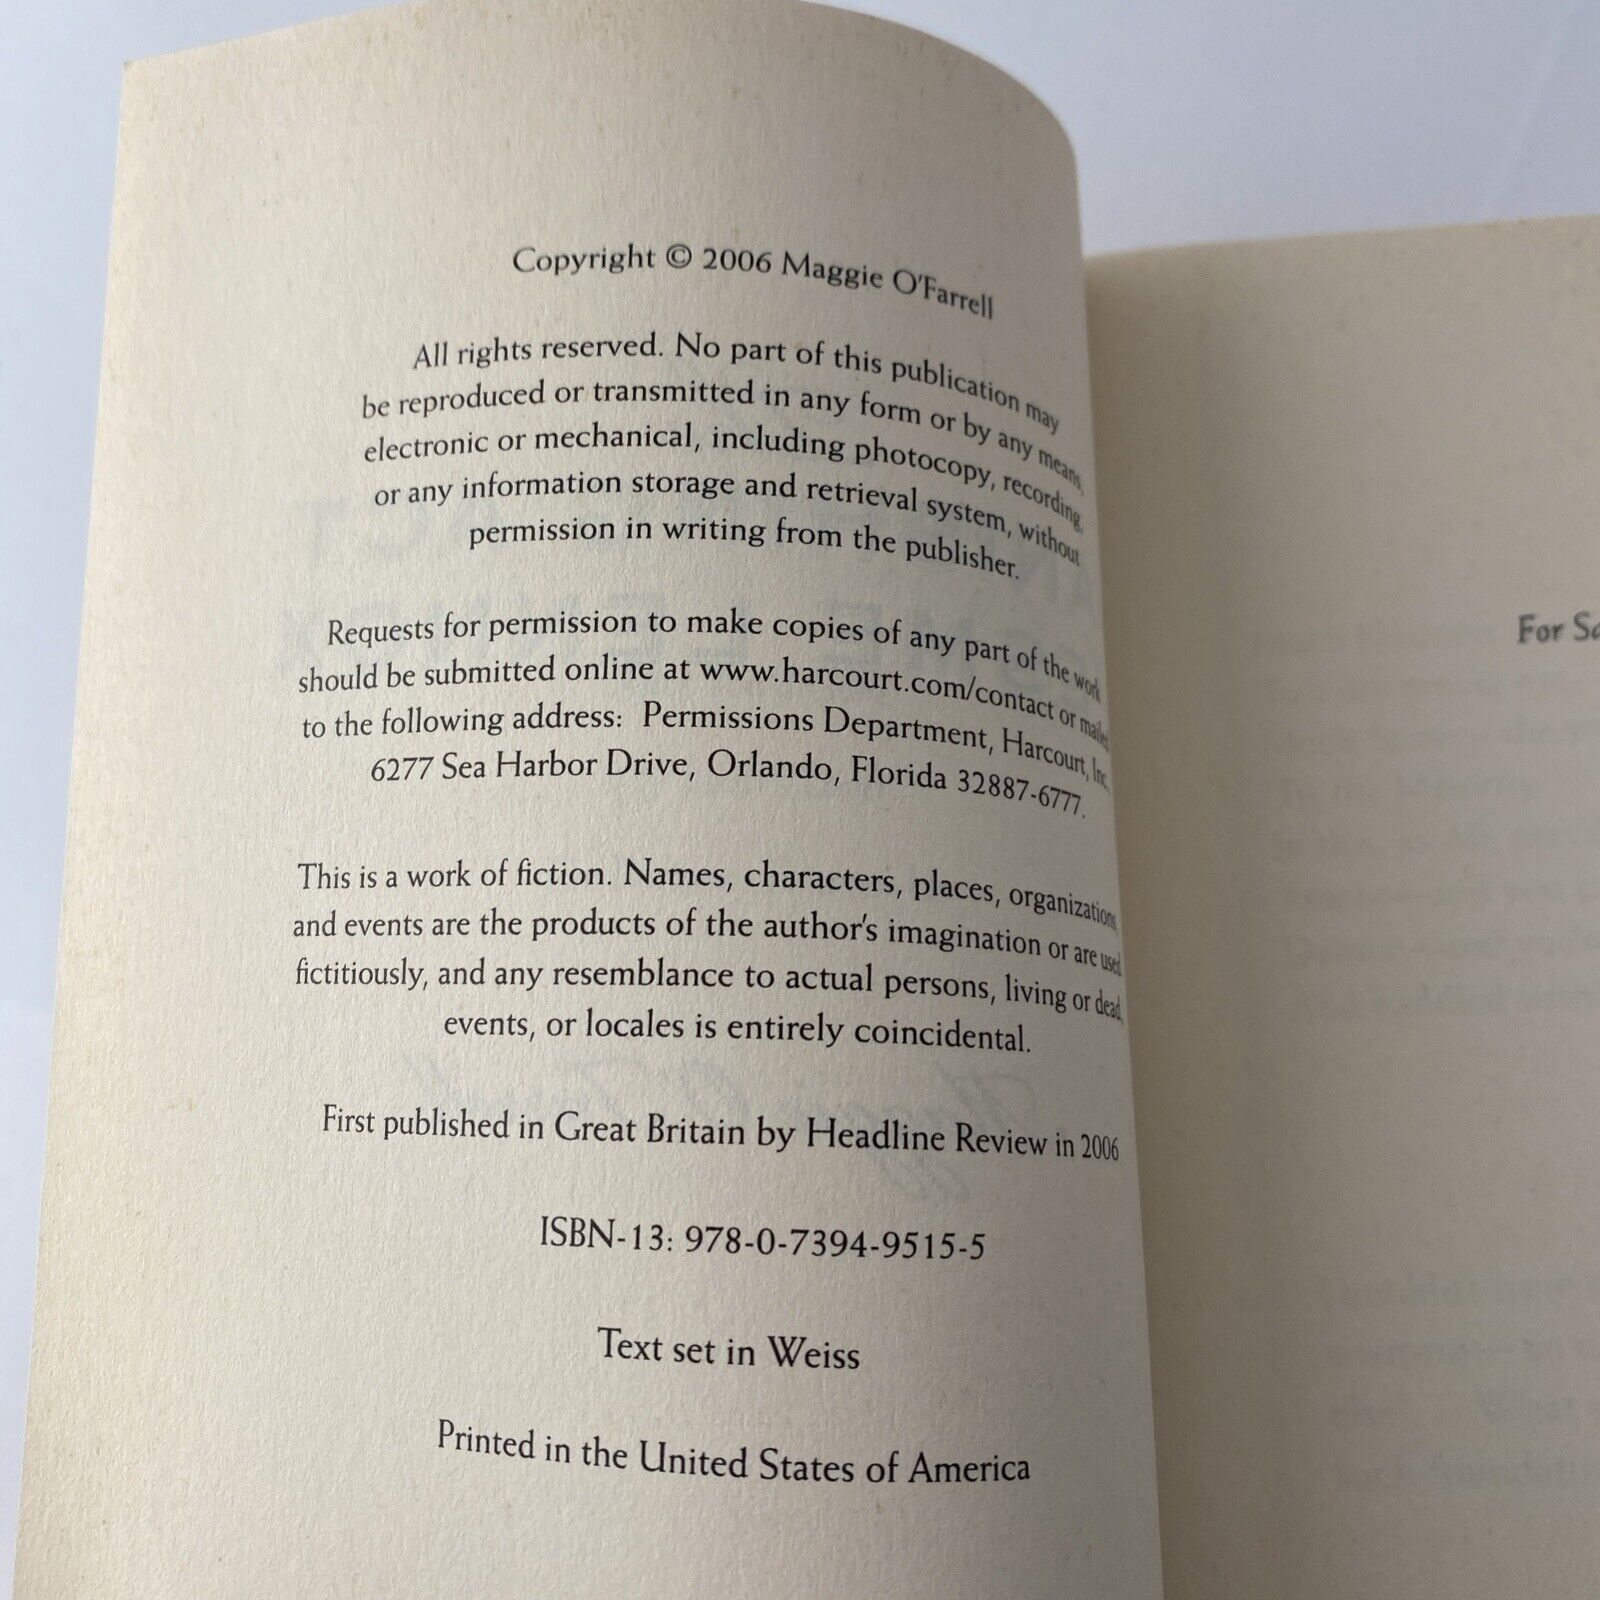 Copyright © 2006 Maggie O'Farrell
All rights reserved. No part of this publication may
be reproduced or transmitted in any form or by any means,
electronic or mechanical, including photocopy, recording,
or any information storage and retrieval system, without
permission in writing from the publisher.
Requests for permission to make copies of any part of the work
should be submitted online at www.harcourt.com/contact or mailed
to the following address: Permissions Department, Harcourt, Inc.,
6277 Sea Harbor Drive, Orlando, Florida 32887-6777.
This is a work of fiction. Names, characters, places, organizations,
and events are the products of the author's imagination or are used
fictitiously, and any resemblance to actual persons, living or dead,
events, or locales is entirely coincidental.
First published in Great Britain by Headline Review in 2006
ISBN-13: 978-0-7394-9515-5
Text set in Weiss
Printed in the United States of America
For Sa